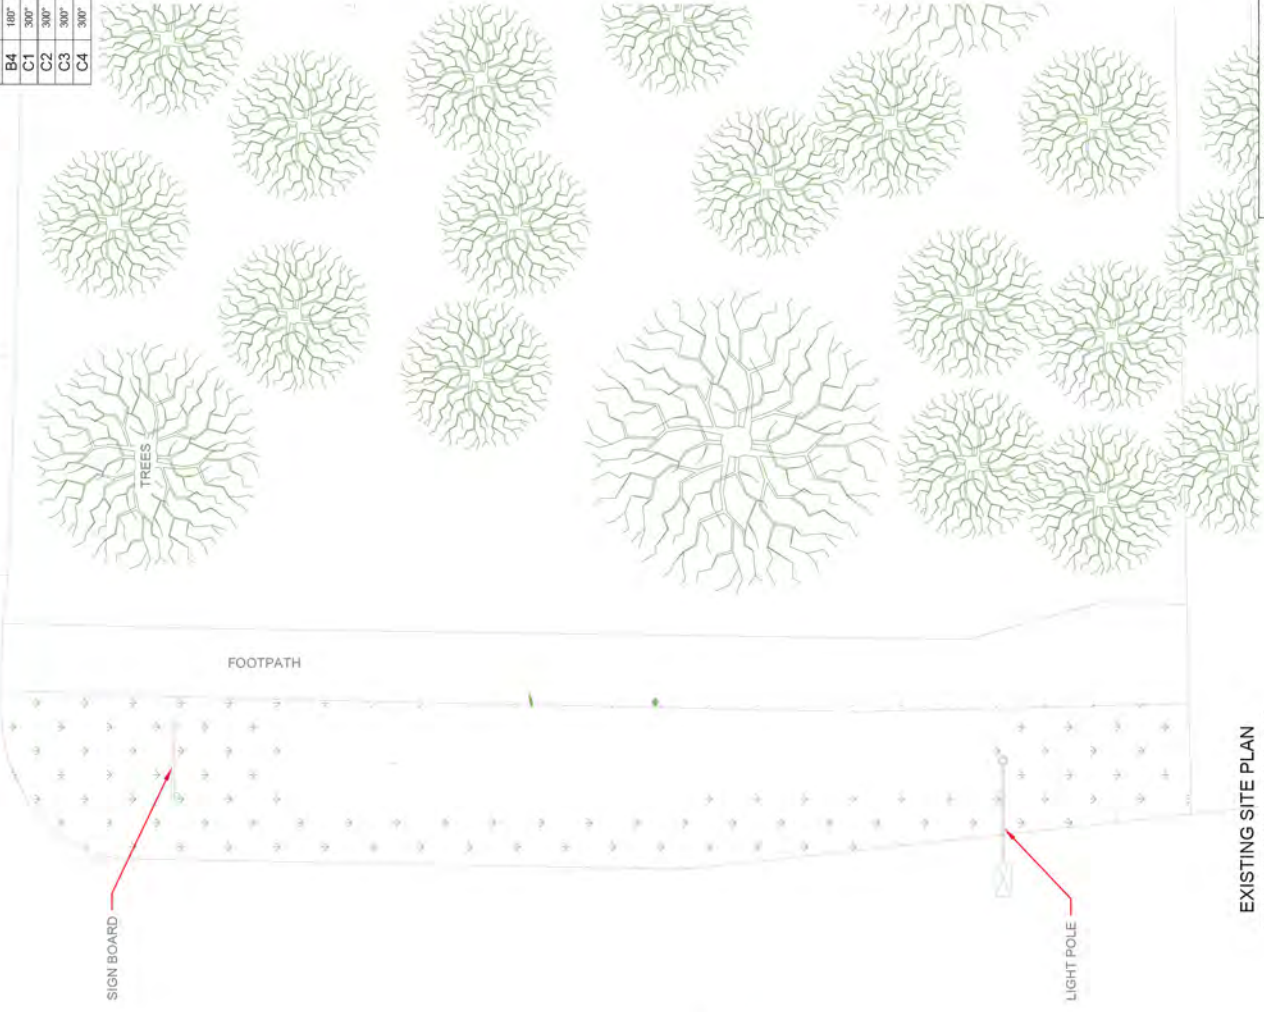 B4 180°
C1 300°
C2 300°
C3 300°
C4 300°
TREES
FOOTPATH
SIGN BOARD
LIGHT POLE
EXISTING SITE PLAN